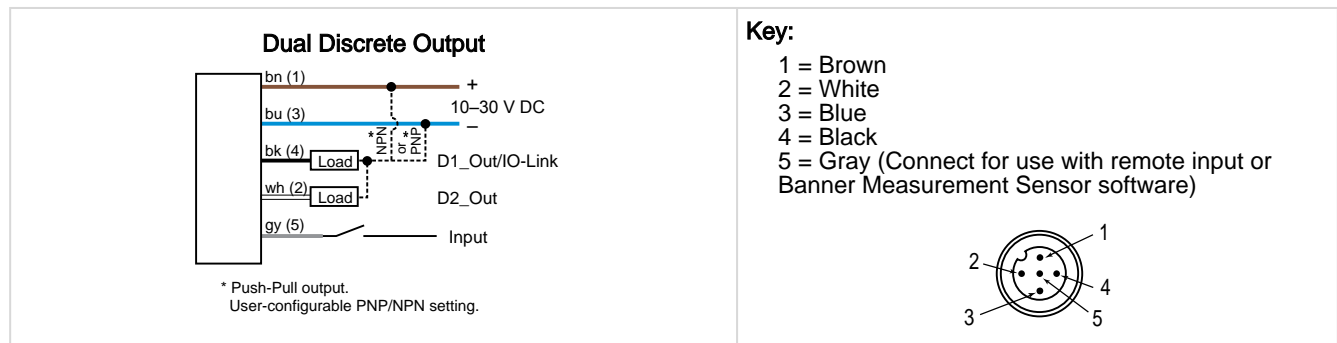 Dual Discrete Output
bn (1)
+
10–30 V DC
bu (3)
–
* NPN
or
* PNP
bk (4)
Load
D1_Out/IO-Link
wh (2)
Load
D2_Out
gy (5)
Input
* Push-Pull output.
User-configurable PNP/NPN setting.
Key:
1 = Brown
2 = White
3 = Blue
4 = Black
5 = Gray (Connect for use with remote input or
Banner Measurement Sensor software)
1
2
4
3
5